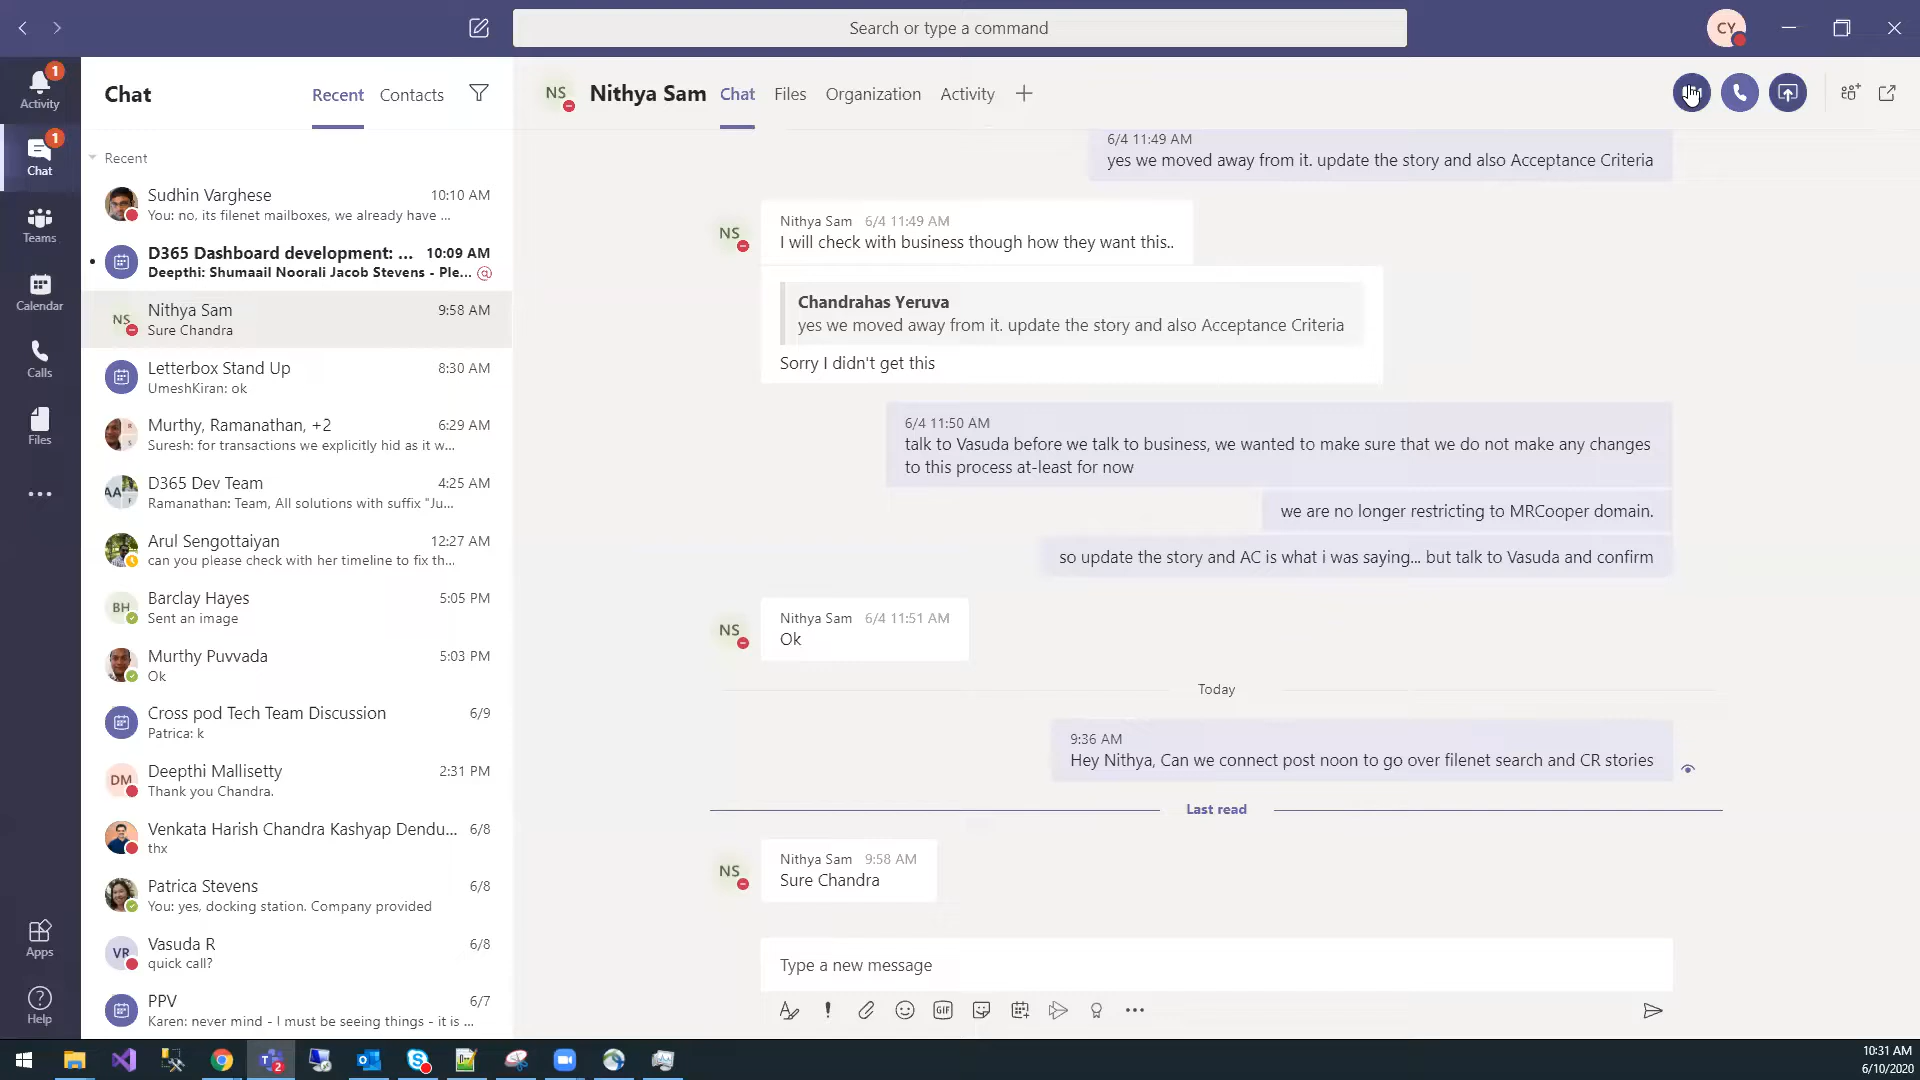 Search or type a command
CY
1
Activity
1
Chat
Teams
Calendar
Calls
Files
Apps
Help
Chat
Recent
Contacts
Recent
Sudhin Varghese 10:10 AM
You: no, its filenet mailboxes, we already have ...
D365 Dashboard development: ... 10:09 AM
Deepthi: Shumaail Noorali Jacob Stevens - Ple...
NS
Nithya Sam 9:58 AM
Sure Chandra
Letterbox Stand Up 8:30 AM
UmeshKiran: ok
Murthy, Ramanathan, +2 6:29 AM
Suresh: for transactions we explicitly hid as it w...
D365 Dev Team 4:25 AM
Ramanathan: Team, All solutions with suffix "Ju...
Arul Sengottaiyan 12:27 AM
can you please check with her timeline to fix th...
BH
Barclay Hayes 5:05 PM
Sent an image
Murthy Puvvada 5:03 PM
Ok
Cross pod Tech Team Discussion 6/9
Patrica: k
DM
Deepthi Mallisetty 2:31 PM
Thank you Chandra.
Venkata Harish Chandra Kashyap Dendu... 6/8
thx
Patrica Stevens 6/8
You: yes, docking station. Company provided
VR
Vasuda R 6/8
quick call?
PPV 6/7
Karen: never mind - I must be seeing things - it is ...
NS
Nithya Sam
Chat
Files
Organization
Activity
6/4 11:49 AM
yes we moved away from it. update the story and also Acceptance Criteria
NS
Nithya Sam 6/4 11:49 AM
I will check with business though how they want this..
Chandrahas Yeruva
yes we moved away from it. update the story and also Acceptance Criteria
Sorry I didn't get this
6/4 11:50 AM
talk to Vasuda before we talk to business, we wanted to make sure that we do not make any changes
to this process at-least for now
we are no longer restricting to MRCooper domain.
so update the story and AC is what i was saying... but talk to Vasuda and confirm
NS
Nithya Sam 6/4 11:51 AM
Ok
Today
9:36 AM
Hey Nithya, Can we connect post noon to go over filenet search and CR stories
Last read
NS
Nithya Sam 9:58 AM
Sure Chandra
Type a new message
GIF
10:31 AM
6/10/2020